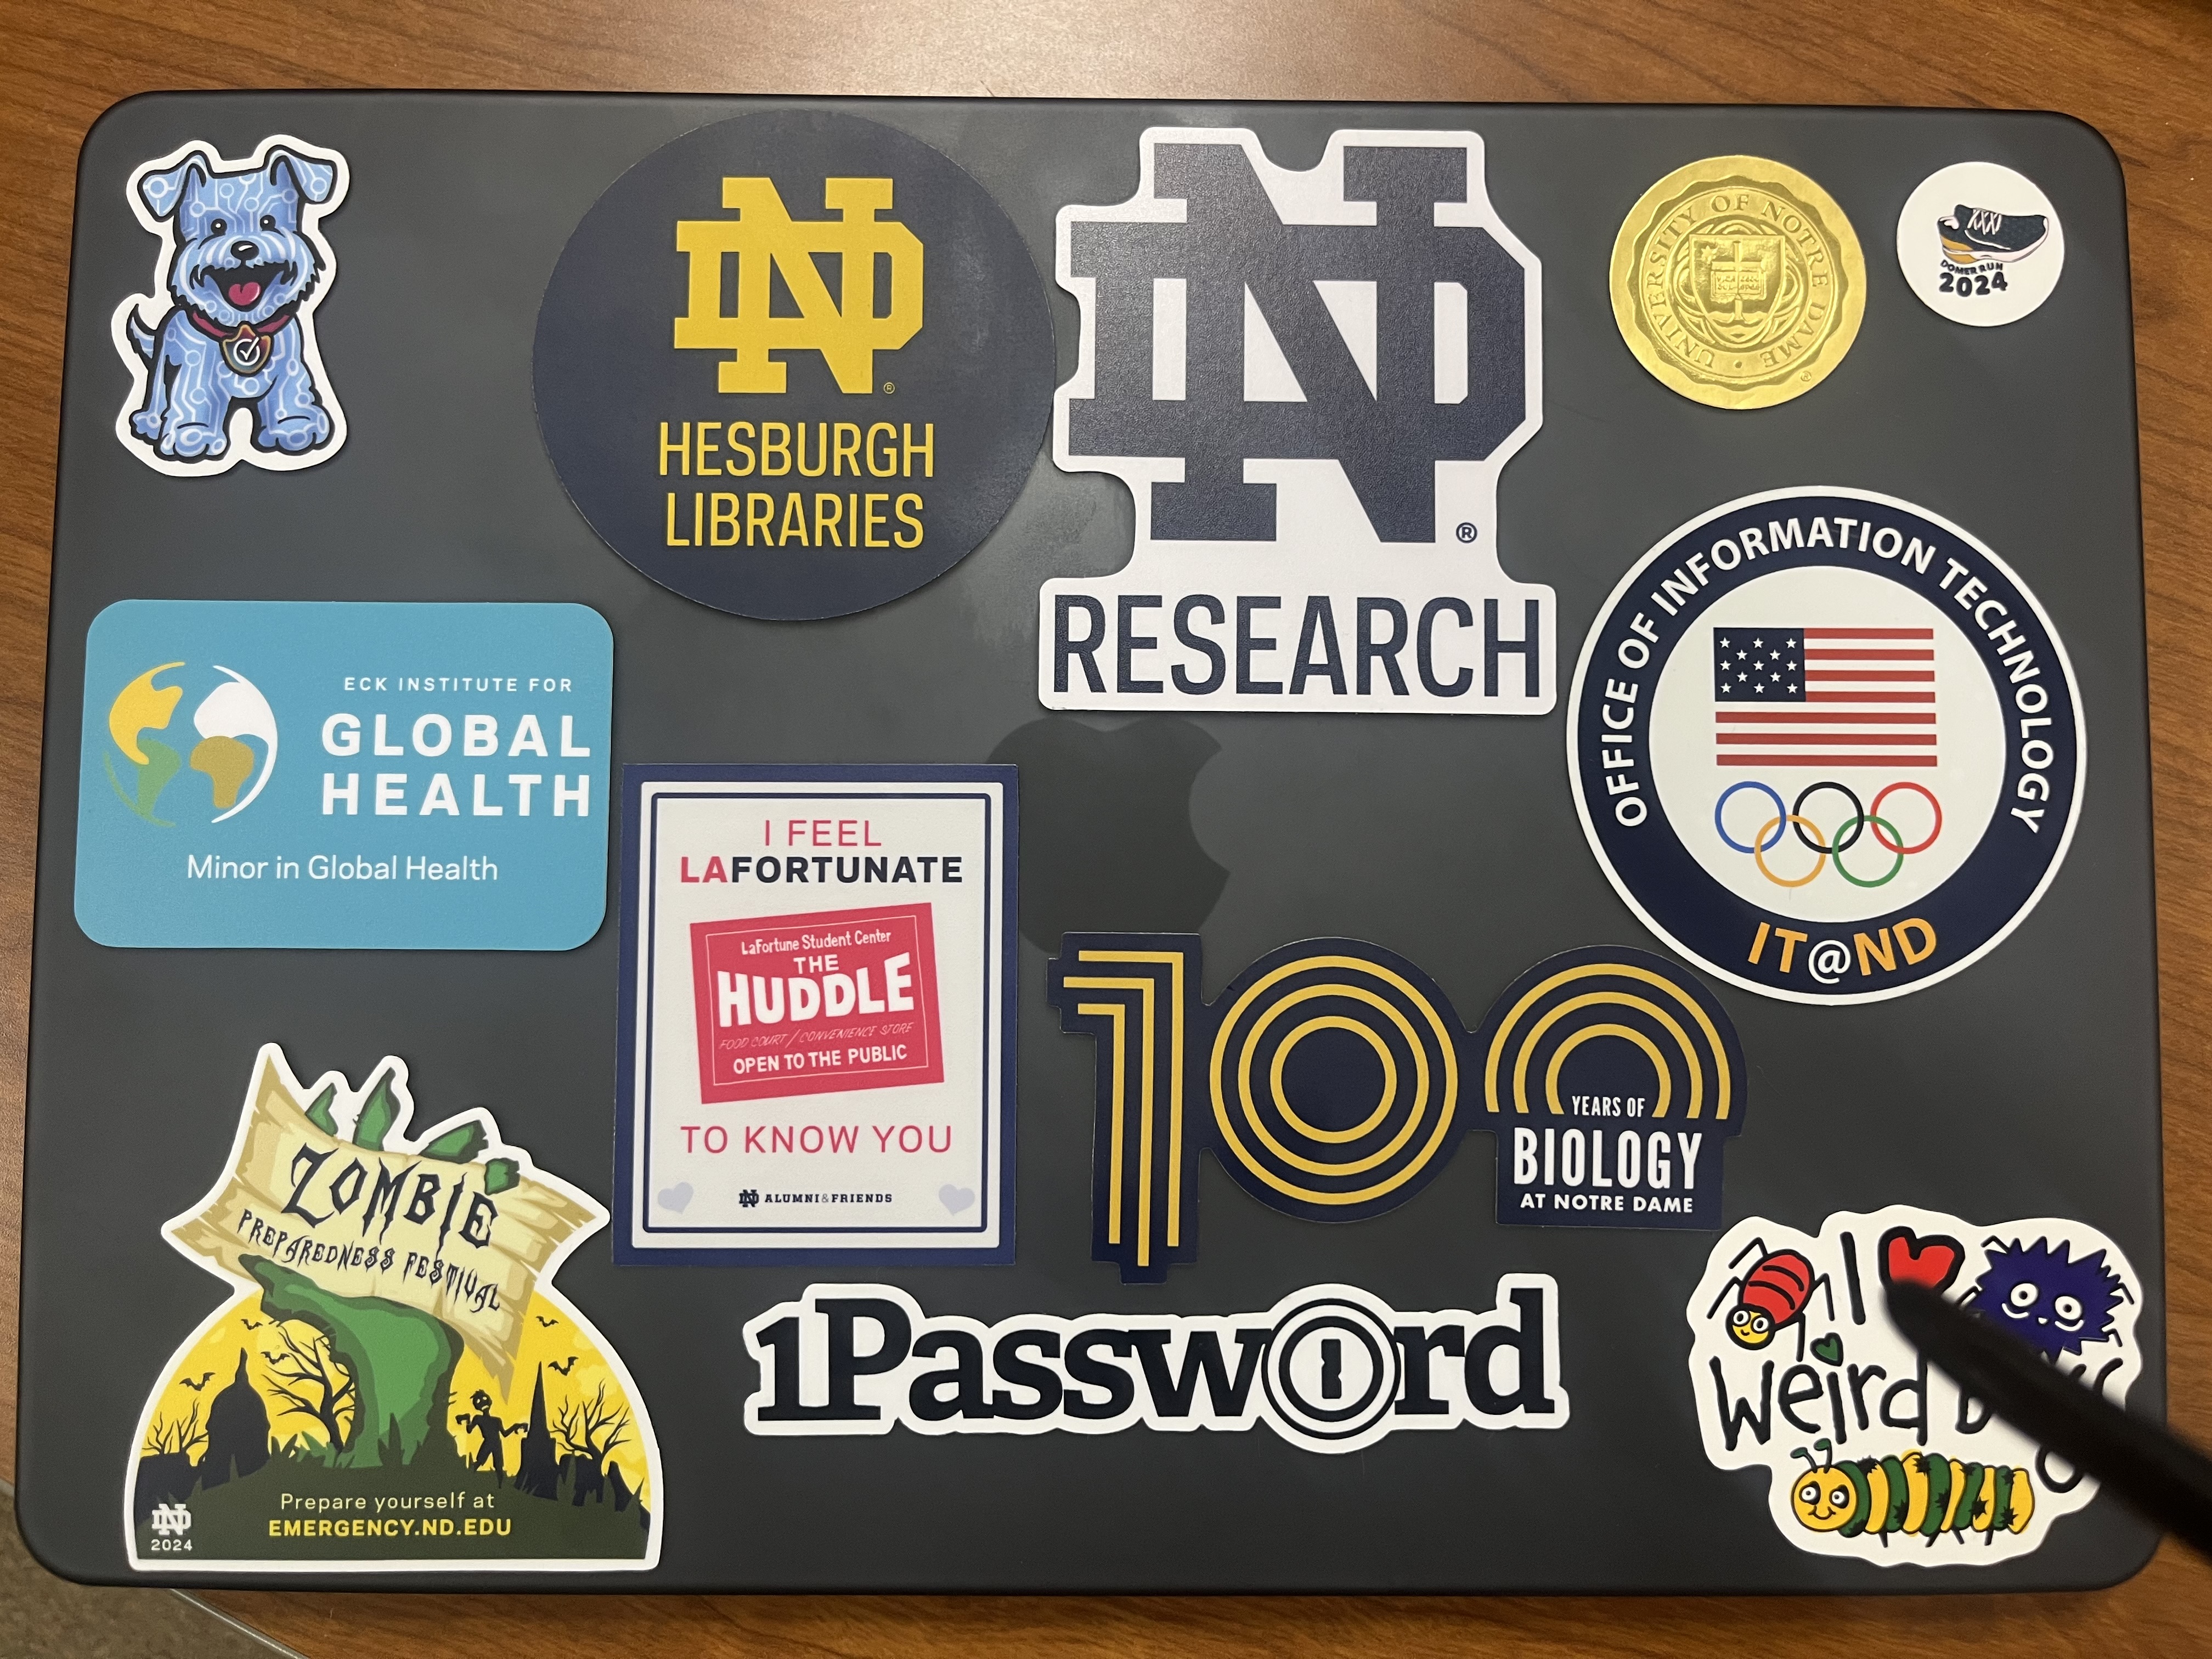 ND
®
HESBURGH
LIBRARIES
ND
®
RESEARCH
UNIVERSITY OF NOTRE DAME
®
DOMER RUN
2024
OFFICE OF INFORMATION TECHNOLOGY
IT@ND
ECK INSTITUTE FOR
GLOBAL
HEALTH
Minor in Global Health
I FEEL
LAFORTUNATE
LaFortune Student Center
THE
HUDDLE
FOOD COURT / CONVENIENCE STORE
OPEN TO THE PUBLIC
TO KNOW YOU
ND ALUMNI&FRIENDS
100
YEARS OF
BIOLOGY
AT NOTRE DAME
ZOMBIE
PREPAREDNESS FESTIVAL
Prepare yourself at
EMERGENCY.ND.EDU
ND
2024
1Password
I
weird